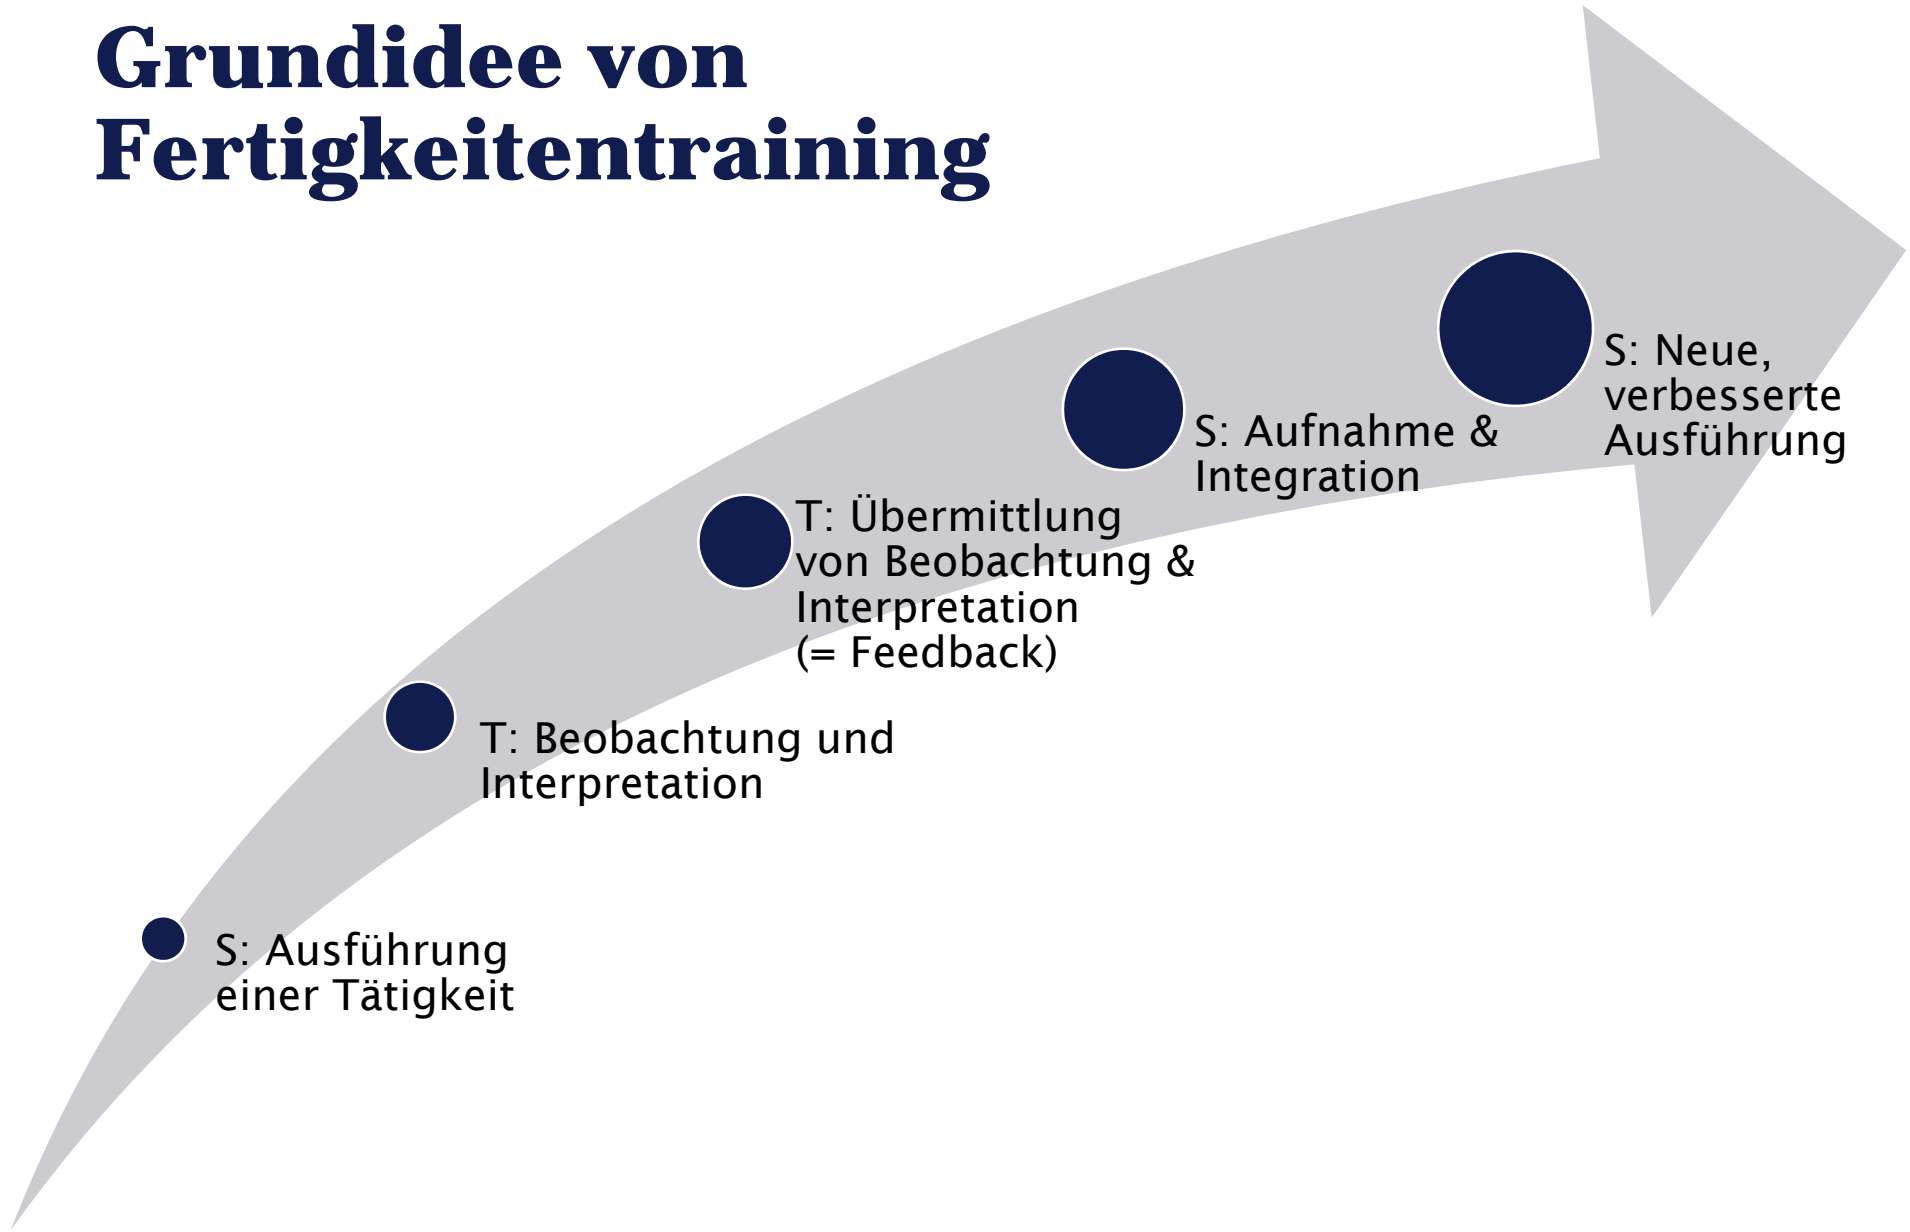 Grundidee von
Fertigkeitentraining
S: Ausführung
einer Tätigkeit
T: Beobachtung und
Interpretation
T: Übermittlung
von Beobachtung &
Interpretation
(= Feedback)
S: Aufnahme &
Integration
S: Neue,
verbesserte
Ausführung